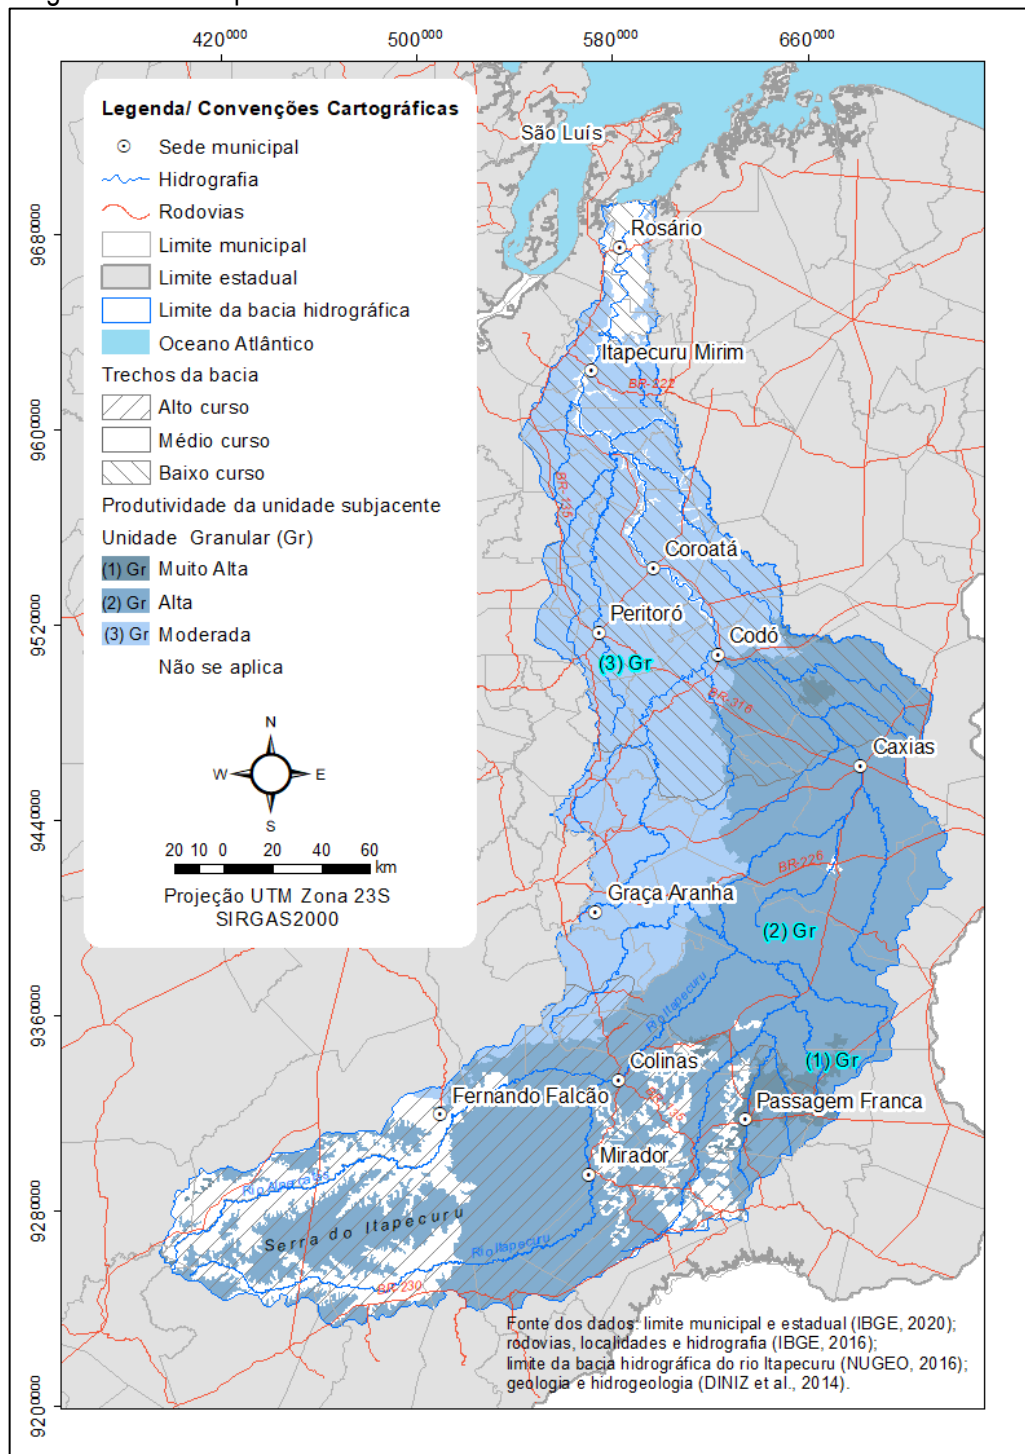 420000 500000 580000 660000
9680000
9600000
9520000
9440000
9360000
9280000
9200000
Legenda/ Convenções Cartográficas
Sede municipal
Hidrografia
Rodovias
Limite municipal
Limite estadual
Limite da bacia hidrográfica
Oceano Atlântico
Trechos da bacia
Alto curso
Médio curso
Baixo curso
Produtividade da unidade subjacente
Unidade Granular (Gr)
(1) Gr Muito Alta
(2) Gr Alta
(3) Gr Moderada
Não se aplica
N
W E
S
20 10 0 20 40 60
km
Projeção UTM Zona 23S
SIRGAS2000
São Luís
Rosário
Itapecuru Mirim
BR-222
BR-135
Coroatá
Peritoró
Codó
(3) Gr
BR-316
Caxias
BR-226
Graça Aranha
(2) Gr
Rio Itapecuru
(1) Gr
Colinas
Fernando Falcão
BR-135
Passagem Franca
Mirador
Serra do Itapecuru
Rio Itapecuru
BR-230
Fonte dos dados: limite municipal e estadual (IBGE, 2020);
rodovias, localidades e hidrografia (IBGE, 2016);
limite da bacia hidrográfica do rio Itapecuru (NUGEO, 2016);
geologia e hidrogeologia (DINIZ et al., 2014).